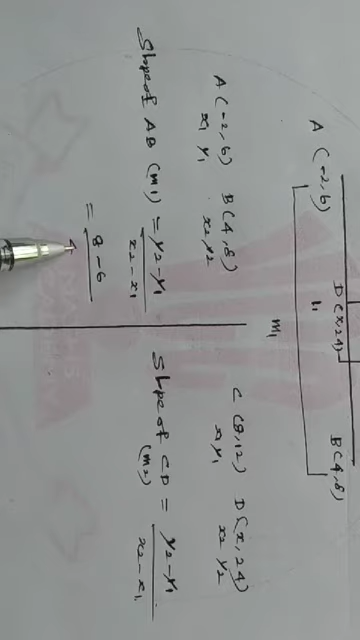 A (-2,6) D(x,24) B(4,8)
l₁
m₁
A (-2,6) B(4,8)
x₁ y₁ x₂ y₂
C (8,12) D(x,24)
x₁ y₁ x₂ y₂
Slope of AB (m₁) = y₂-y₁
x₂-x₁
= 8-6
Slope of CD = y₂-y₁
(m₂) x₂-x₁